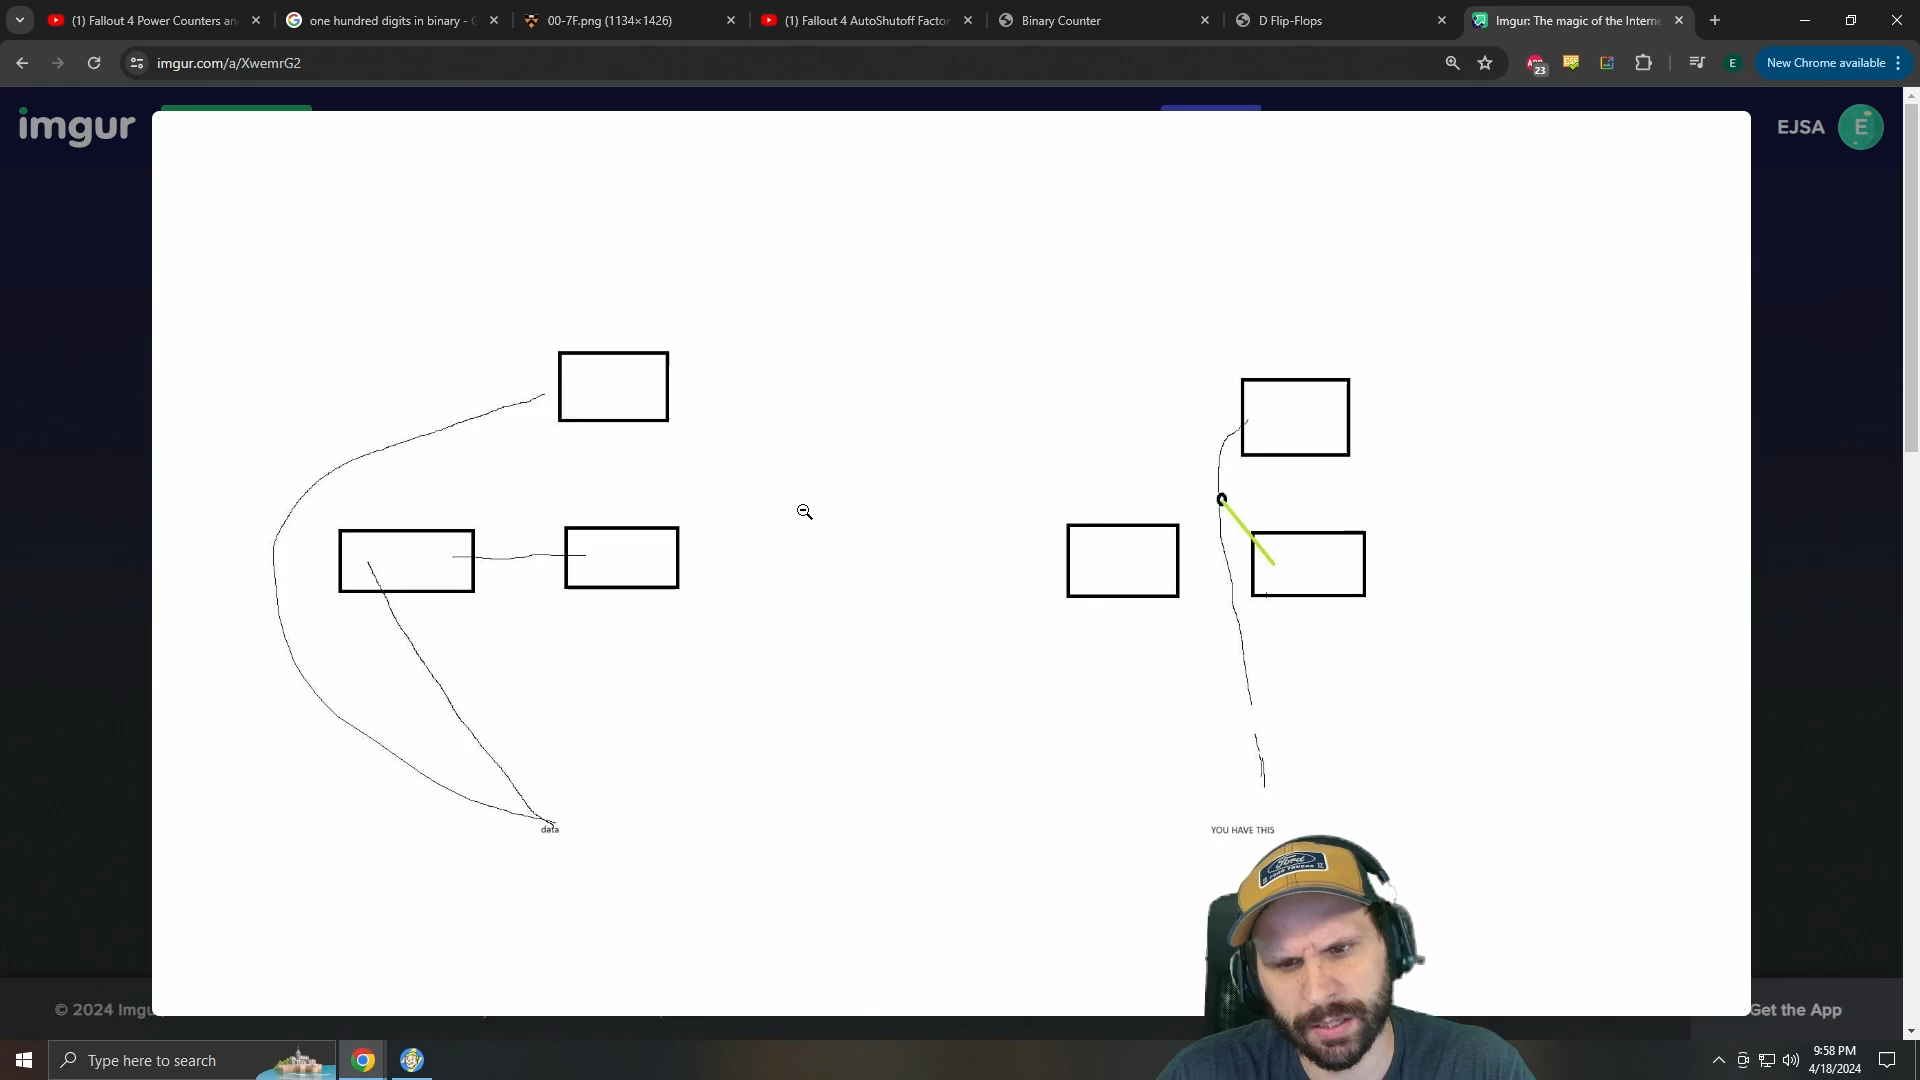 (1) Fallout 4 Power Counters an
one hundred digits in binary -
00-7F.png (1134×1426)
(1) Fallout 4 AutoShutoff Factor
Binary Counter
D Flip-Flops
Imgur: The magic of the Interne
imgur.com/a/XwemrG2
23
E
New Chrome available
imgur
EJSA
E
data
YOU HAVE THIS
Ford
© 2024 Imgu
Get the App
Type here to search
9:58 PM
4/18/2024